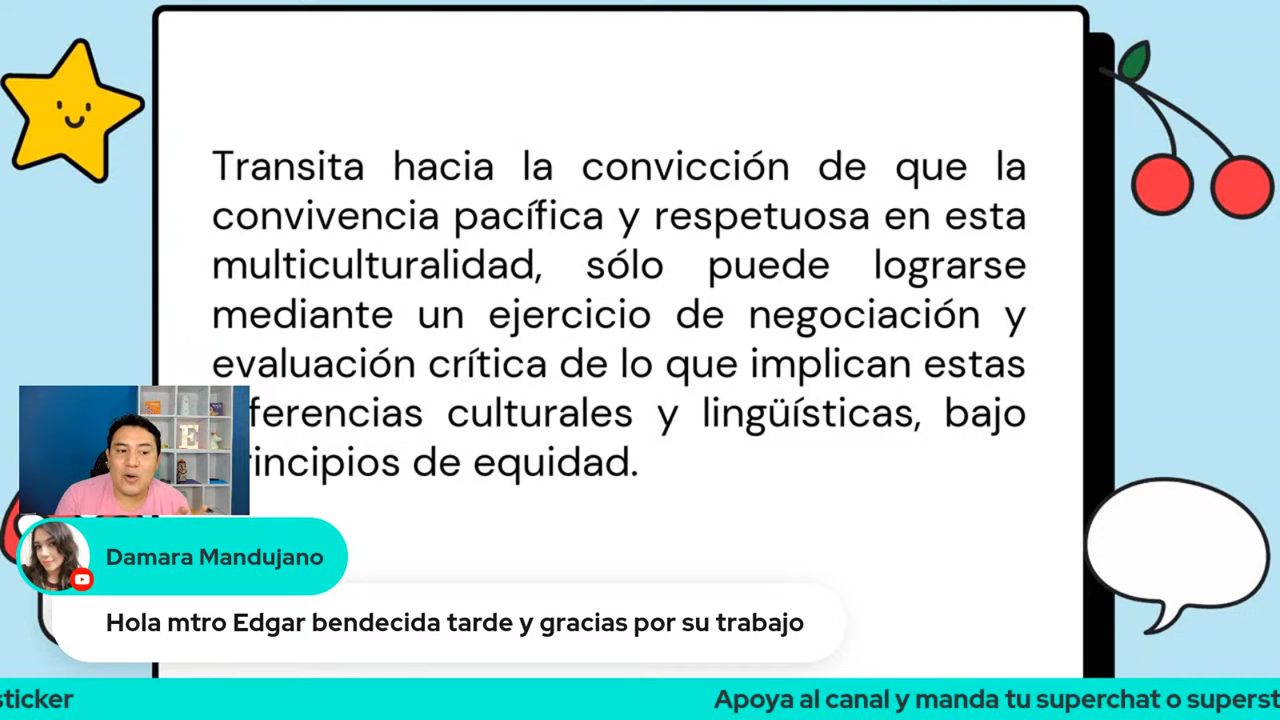 Transita hacia la convicción de que la
convivencia pacífica y respetuosa en esta
multiculturalidad, sólo puede lograrse
mediante un ejercicio de negociación y
evaluación crítica de lo que implican estas
ferencias culturales y lingüísticas, bajo
rincipios de equidad.
E
Damara Mandujano
Hola mtro Edgar bendecida tarde y gracias por su trabajo
sticker
Apoya al canal y manda tu superchat o superst